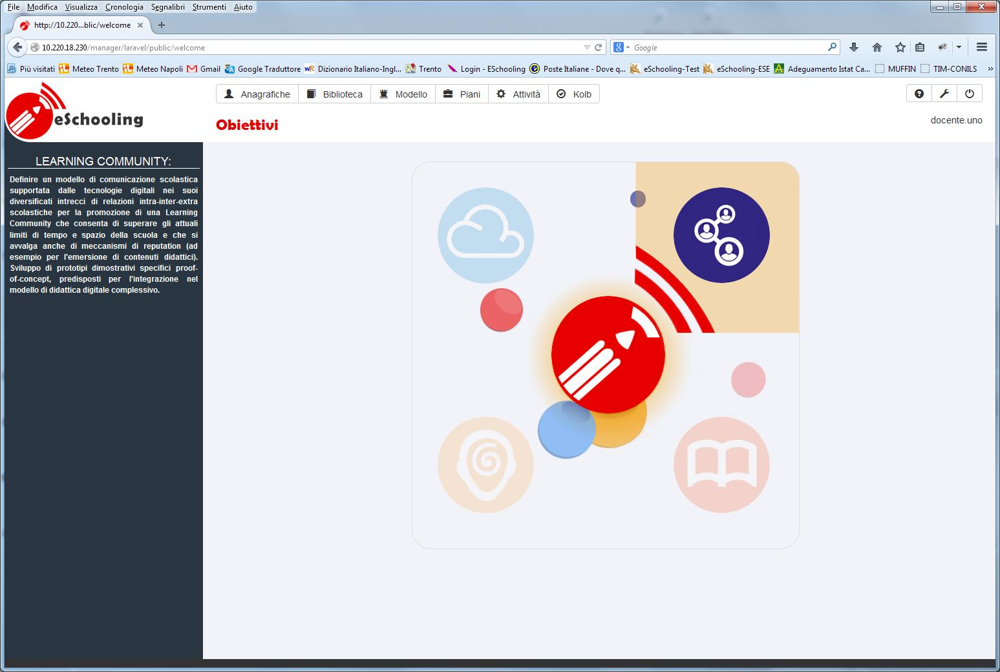 File Modifica Visualizza Cronologia Segnalibri Strumenti Aiuto
http://10.220...blic/welcome
10.220.18.230/manager/laravel/public/welcome
Google
Più visitati Meteo Trento Meteo Napoli Gmail Google Traduttore Dizionario Italiano-Ingl... Trento Login - ESchooling Poste Italiane - Dove q... eSchooling-Test eSchooling-ESE Adeguamento Istat Ca... MUFFIN TIM-CONILS
eSchooling
Anagrafiche Biblioteca Modello Piani Attività Kolb
Obiettivi
docente.uno
LEARNING COMMUNITY:
Definire un modello di comunicazione scolastica
supportata dalle tecnologie digitali nei suoi
diversificati intrecci di relazioni intra-inter-extra
scolastiche per la promozione di una Learning
Community che consenta di superare gli attuali
limiti di tempo e spazio della scuola e che si
avvalga anche di meccanismi di reputation (ad
esempio per l'emersione di contenuti didattici).
Sviluppo di prototipi dimostrativi specifici proof-
of-concept, predisposti per l'integrazione nel
modello di didattica digitale complessivo.